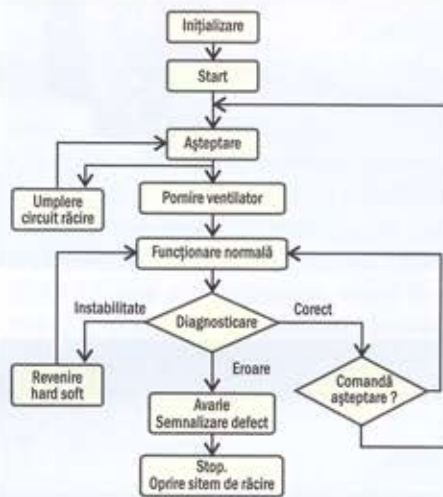 Inițializare
Start
Așteptare
Umplere
circuit răcire
Pornire ventilator
Funcționare normală
Instabilitate
Diagnosticare
Corect
Eroare
Revenire
hard soft
Comandă
așteptare ?
Avarie
Semnalizare defect
Stop.
Oprire sitem de răcire